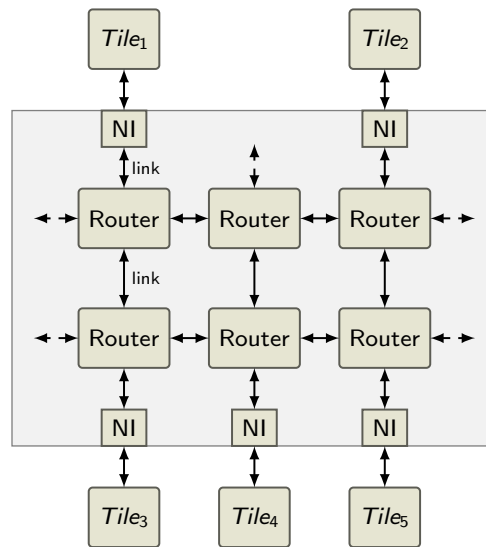 Tile₁ Tile₂
NI NI
link
Router Router Router
link
Router Router Router
NI NI NI
Tile₃ Tile₄ Tile₅